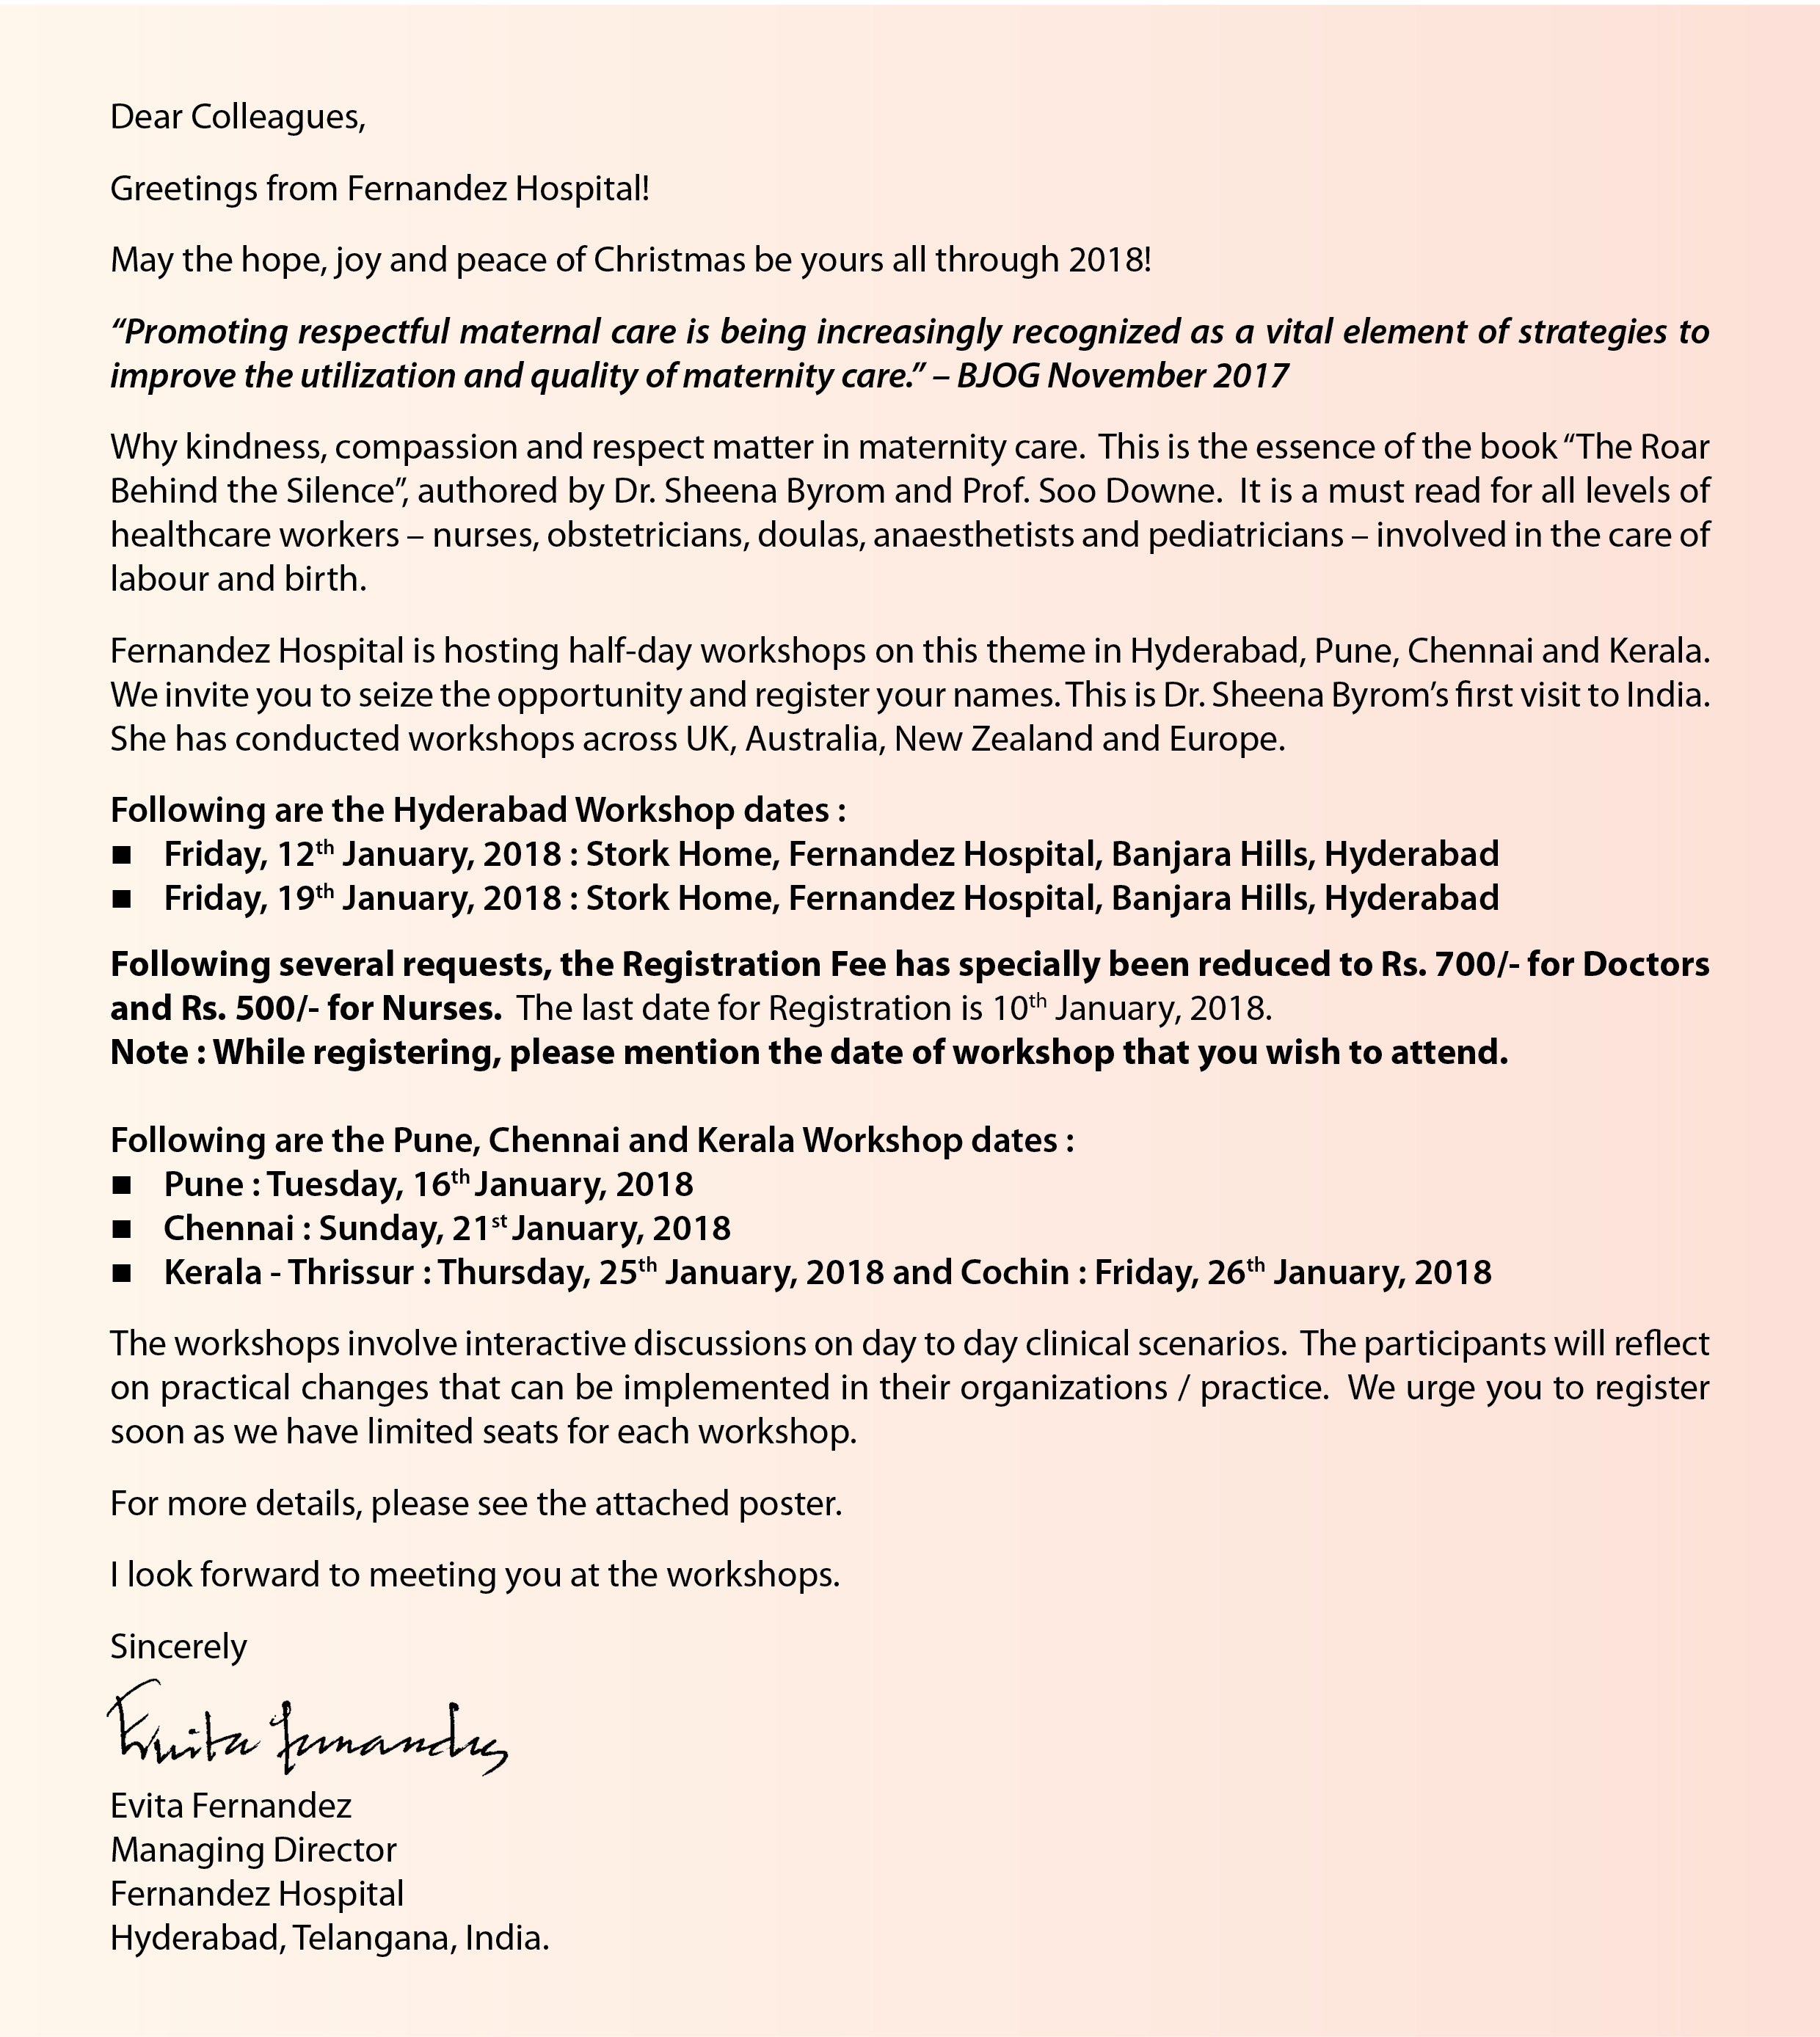 Dear Colleagues,
Greetings from Fernandez Hospital!
May the hope, joy and peace of Christmas be yours all through 2018!
“Promoting respectful maternal care is being increasingly recognized as a vital element of strategies to
improve the utilization and quality of maternity care.” – BJOG November 2017
Why kindness, compassion and respect matter in maternity care. This is the essence of the book “The Roar
Behind the Silence”, authored by Dr. Sheena Byrom and Prof. Soo Downe. It is a must read for all levels of
healthcare workers – nurses, obstetricians, doulas, anaesthetists and pediatricians – involved in the care of
labour and birth.
Fernandez Hospital is hosting half-day workshops on this theme in Hyderabad, Pune, Chennai and Kerala.
We invite you to seize the opportunity and register your names. This is Dr. Sheena Byrom’s first visit to India.
She has conducted workshops across UK, Australia, New Zealand and Europe.
Following are the Hyderabad Workshop dates :
■ Friday, 12th January, 2018 : Stork Home, Fernandez Hospital, Banjara Hills, Hyderabad
■ Friday, 19th January, 2018 : Stork Home, Fernandez Hospital, Banjara Hills, Hyderabad
Following several requests, the Registration Fee has specially been reduced to Rs. 700/- for Doctors
and Rs. 500/- for Nurses. The last date for Registration is 10th January, 2018.
Note : While registering, please mention the date of workshop that you wish to attend.
Following are the Pune, Chennai and Kerala Workshop dates :
■ Pune : Tuesday, 16th January, 2018
■ Chennai : Sunday, 21st January, 2018
■ Kerala - Thrissur : Thursday, 25th January, 2018 and Cochin : Friday, 26th January, 2018
The workshops involve interactive discussions on day to day clinical scenarios. The participants will reflect
on practical changes that can be implemented in their organizations / practice. We urge you to register
soon as we have limited seats for each workshop.
For more details, please see the attached poster.
I look forward to meeting you at the workshops.
Sincerely
Evita Fernandez
Evita Fernandez
Managing Director
Fernandez Hospital
Hyderabad, Telangana, India.